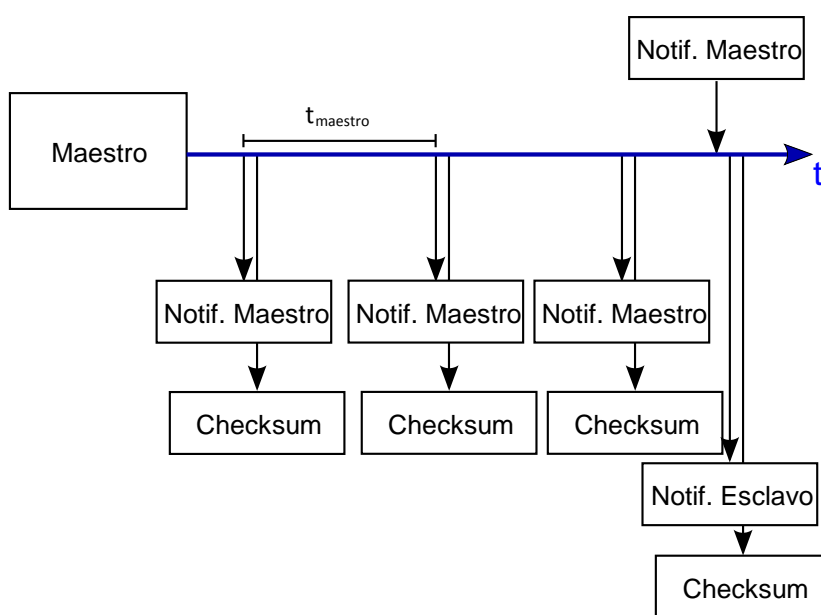 Notif. Maestro
Maestro
tmaestro
t
Notif. Maestro
Notif. Maestro
Notif. Maestro
Checksum
Checksum
Checksum
Notif. Esclavo
Checksum